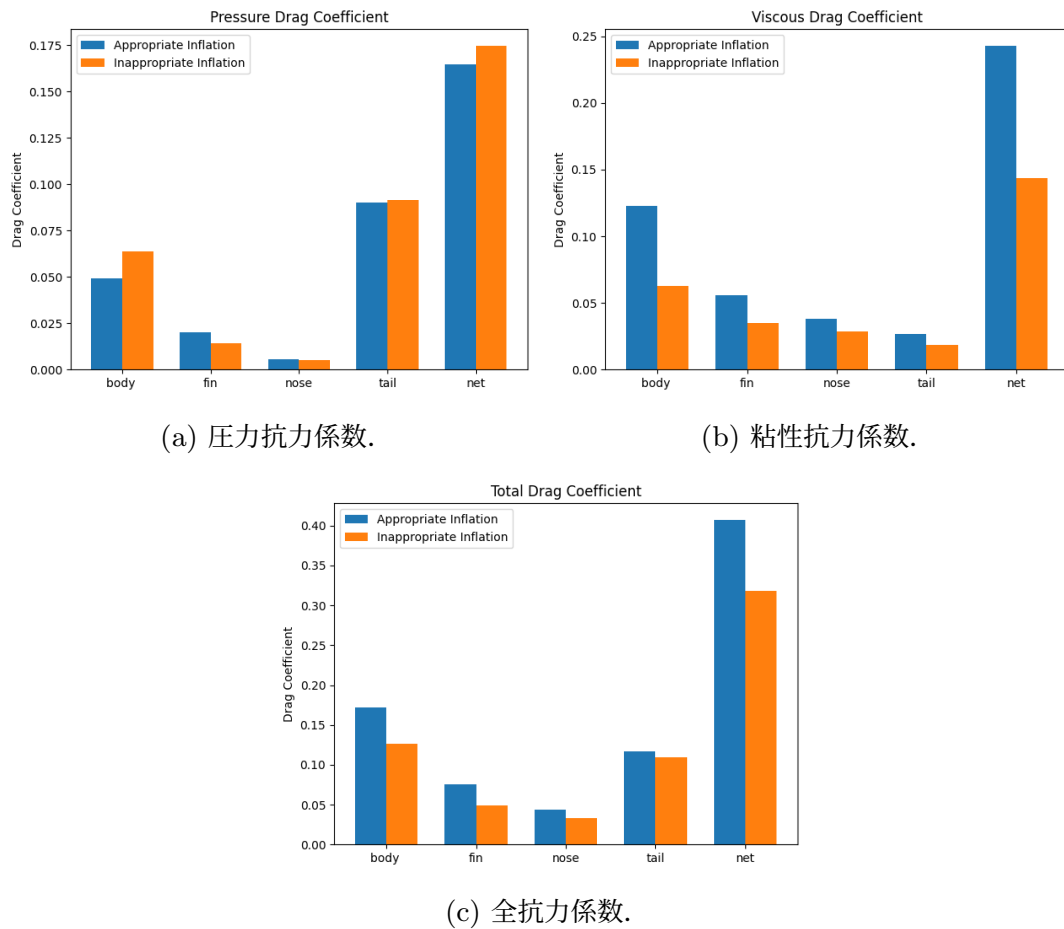 Pressure Drag Coefficient
Appropriate Inflation
Inappropriate Inflation
Drag Coefficient
0.175
0.150
0.125
0.100
0.075
0.050
0.025
0.000
body fin nose tail net
(a) 圧力抗力係数.
Viscous Drag Coefficient
Appropriate Inflation
Inappropriate Inflation
Drag Coefficient
0.25
0.20
0.15
0.10
0.05
0.00
body fin nose tail net
(b) 粘性抗力係数.
Total Drag Coefficient
Appropriate Inflation
Inappropriate Inflation
Drag Coefficient
0.40
0.35
0.30
0.25
0.20
0.15
0.10
0.05
0.00
body fin nose tail net
(c) 全抗力係数.